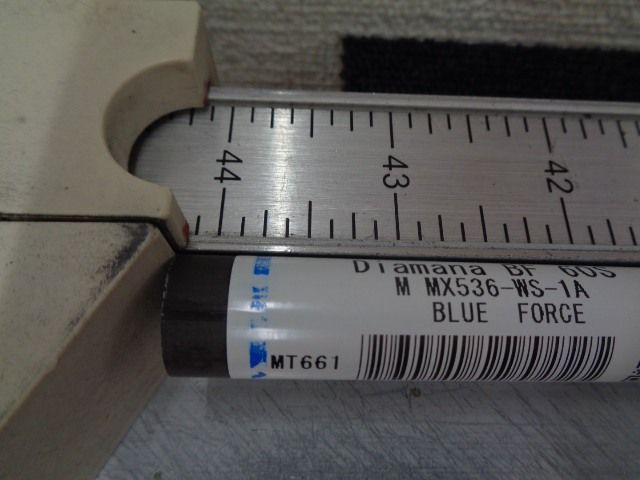 44 43 42
Diamana BF 60S
M MX536-WS-1A
BLUE FORCE
MT661